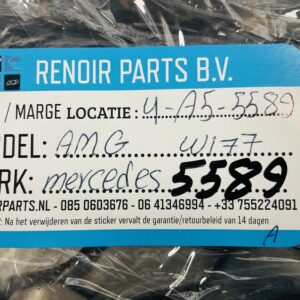 RENOIR PARTS B.V.
/ MARGE LOCATIE: 4-A5-5589
DEL: AMG W177
RK: mercedes 5589
RPARTS.NL - 085 0603676 - 06 41346994 - +33 755224091
: Na het verwijderen van de sticker vervalt de garantie/retourbeleid van 14 dagen
A